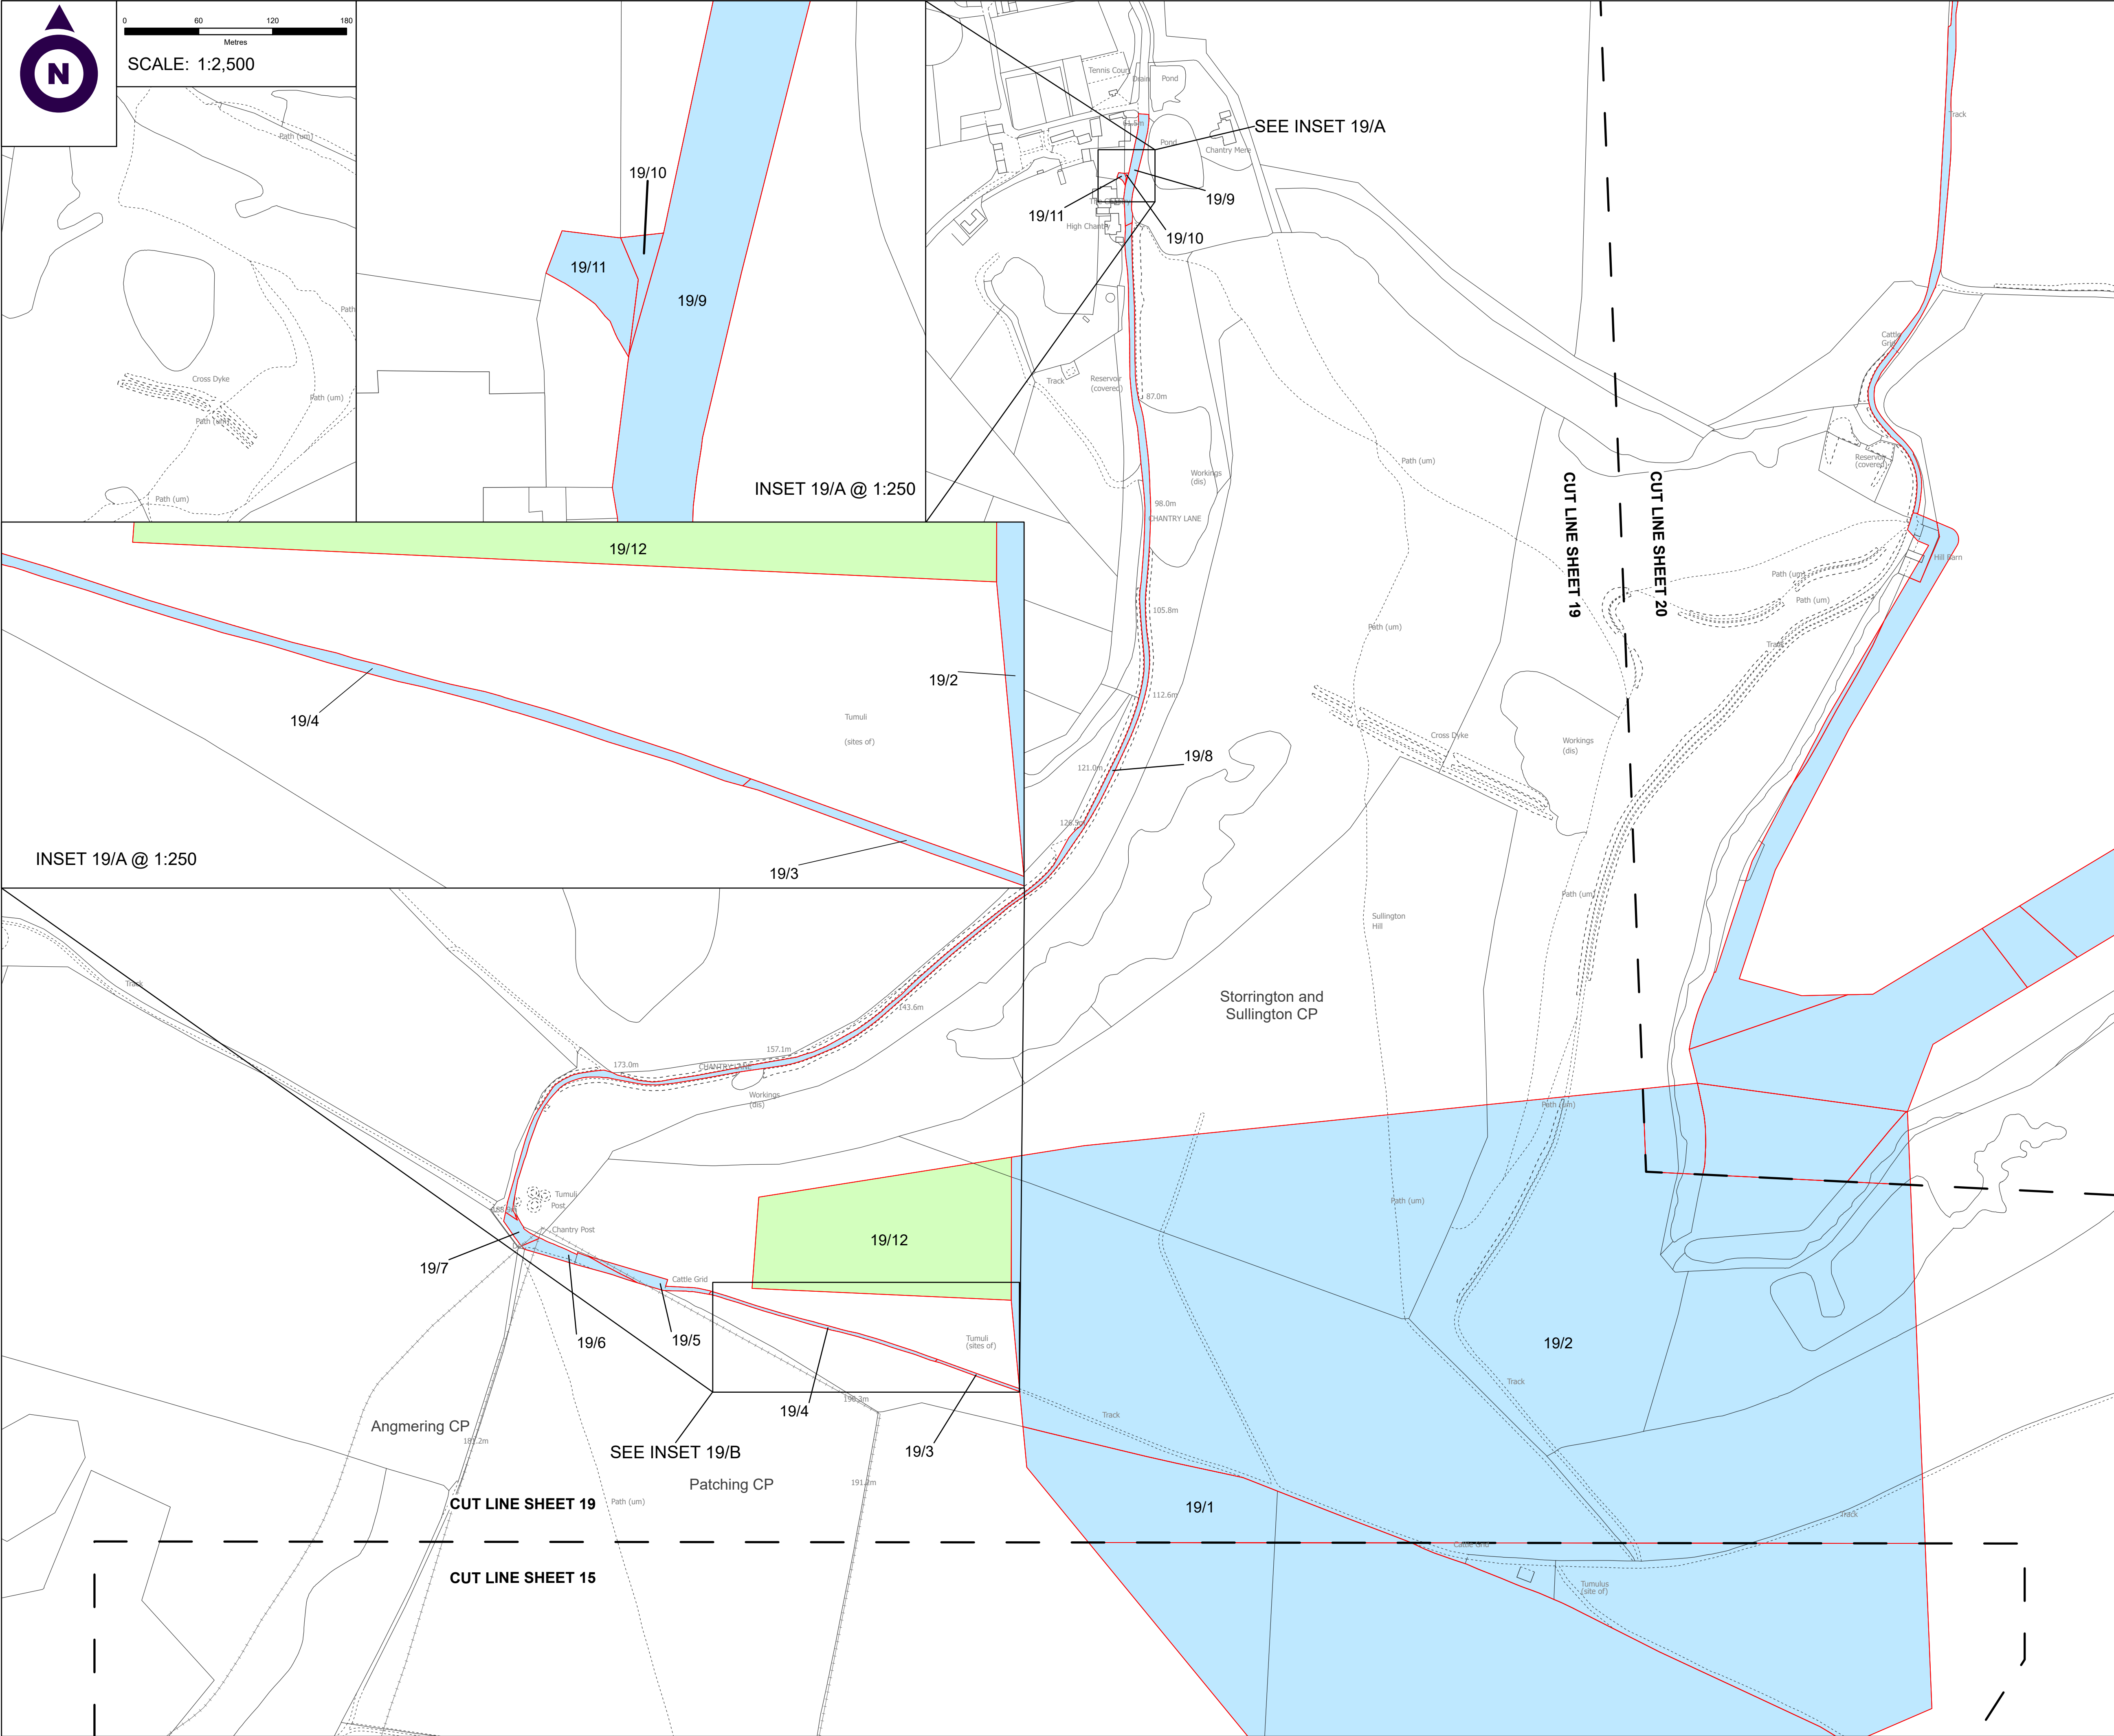 0 60 120 180
Metres
SCALE: 1:2,500
N
Path (um)
Path
Cross Dyke
Path (um)
Path (um)
Path (um)
19/10
19/11
19/9
INSET 19/A @ 1:250
Tennis Court
Drain
Pond
61.5m
Pond
Chantry Mere
SEE INSET 19/A
19/9
19/11
19/10
High Chantry
Track
Reservoir
(covered)
87.0m
Workings
(dis)
98.0m
CHANTRY LANE
105.8m
112.6m
121.0m
19/8
Path (um)
Path (um)
Cross Dyke
Workings
(dis)
Path (um)
Sullington
Hill
Storrington and
Sullington CP
CUT LINE SHEET 19
CUT LINE SHEET 20
Track
Cattle
Grid
Reservoir
(covered)
Hill Barn
Path (um)
Path (um)
Track
19/12
19/2
19/4
Tumuli
(sites of)
19/3
INSET 19/A @ 1:250
Track
143.6m
157.1m
173.0m
CHANTRY LANE
Workings
(dis)
Tumuli
Post
Chantry Post
19/7
19/6
19/5
Cattle Grid
19/12
Tumuli
(sites of)
19/4
19/3
SEE INSET 19/B
Path (um)
Path (um)
19/2
Track
Track
19/1
Angmering CP
Patching CP
191.2m
Path (um)
CUT LINE SHEET 19
CUT LINE SHEET 15
Track
Cattle Grid
Tumulus
(site of)